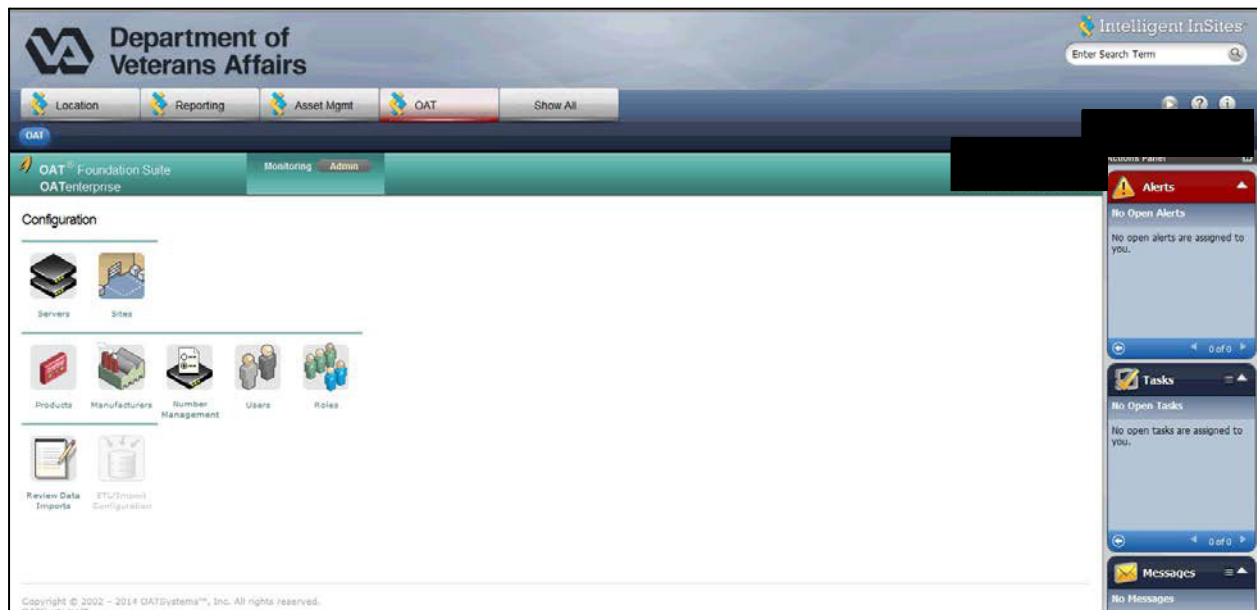 Department of
Veterans Affairs
Intelligent InSites
Enter Search Term
Location
Reporting
Asset Mgmt
OAT
Show All
OAT
OAT® Foundation Suite
OATenterprise
Monitoring
Admin
Actions Panel
Configuration
Servers
Sites
Products
Manufacturers
Number
Management
Users
Roles
Review Data
Imports
ETL/Import
Configuration
Copyright © 2002 - 2014 OATSystems™, Inc. All rights reserved.
Alerts
No Open Alerts
No open alerts are assigned to
you.
0 of 0
Tasks
No Open Tasks
No open tasks are assigned to
you.
0 of 0
Messages
No Messages